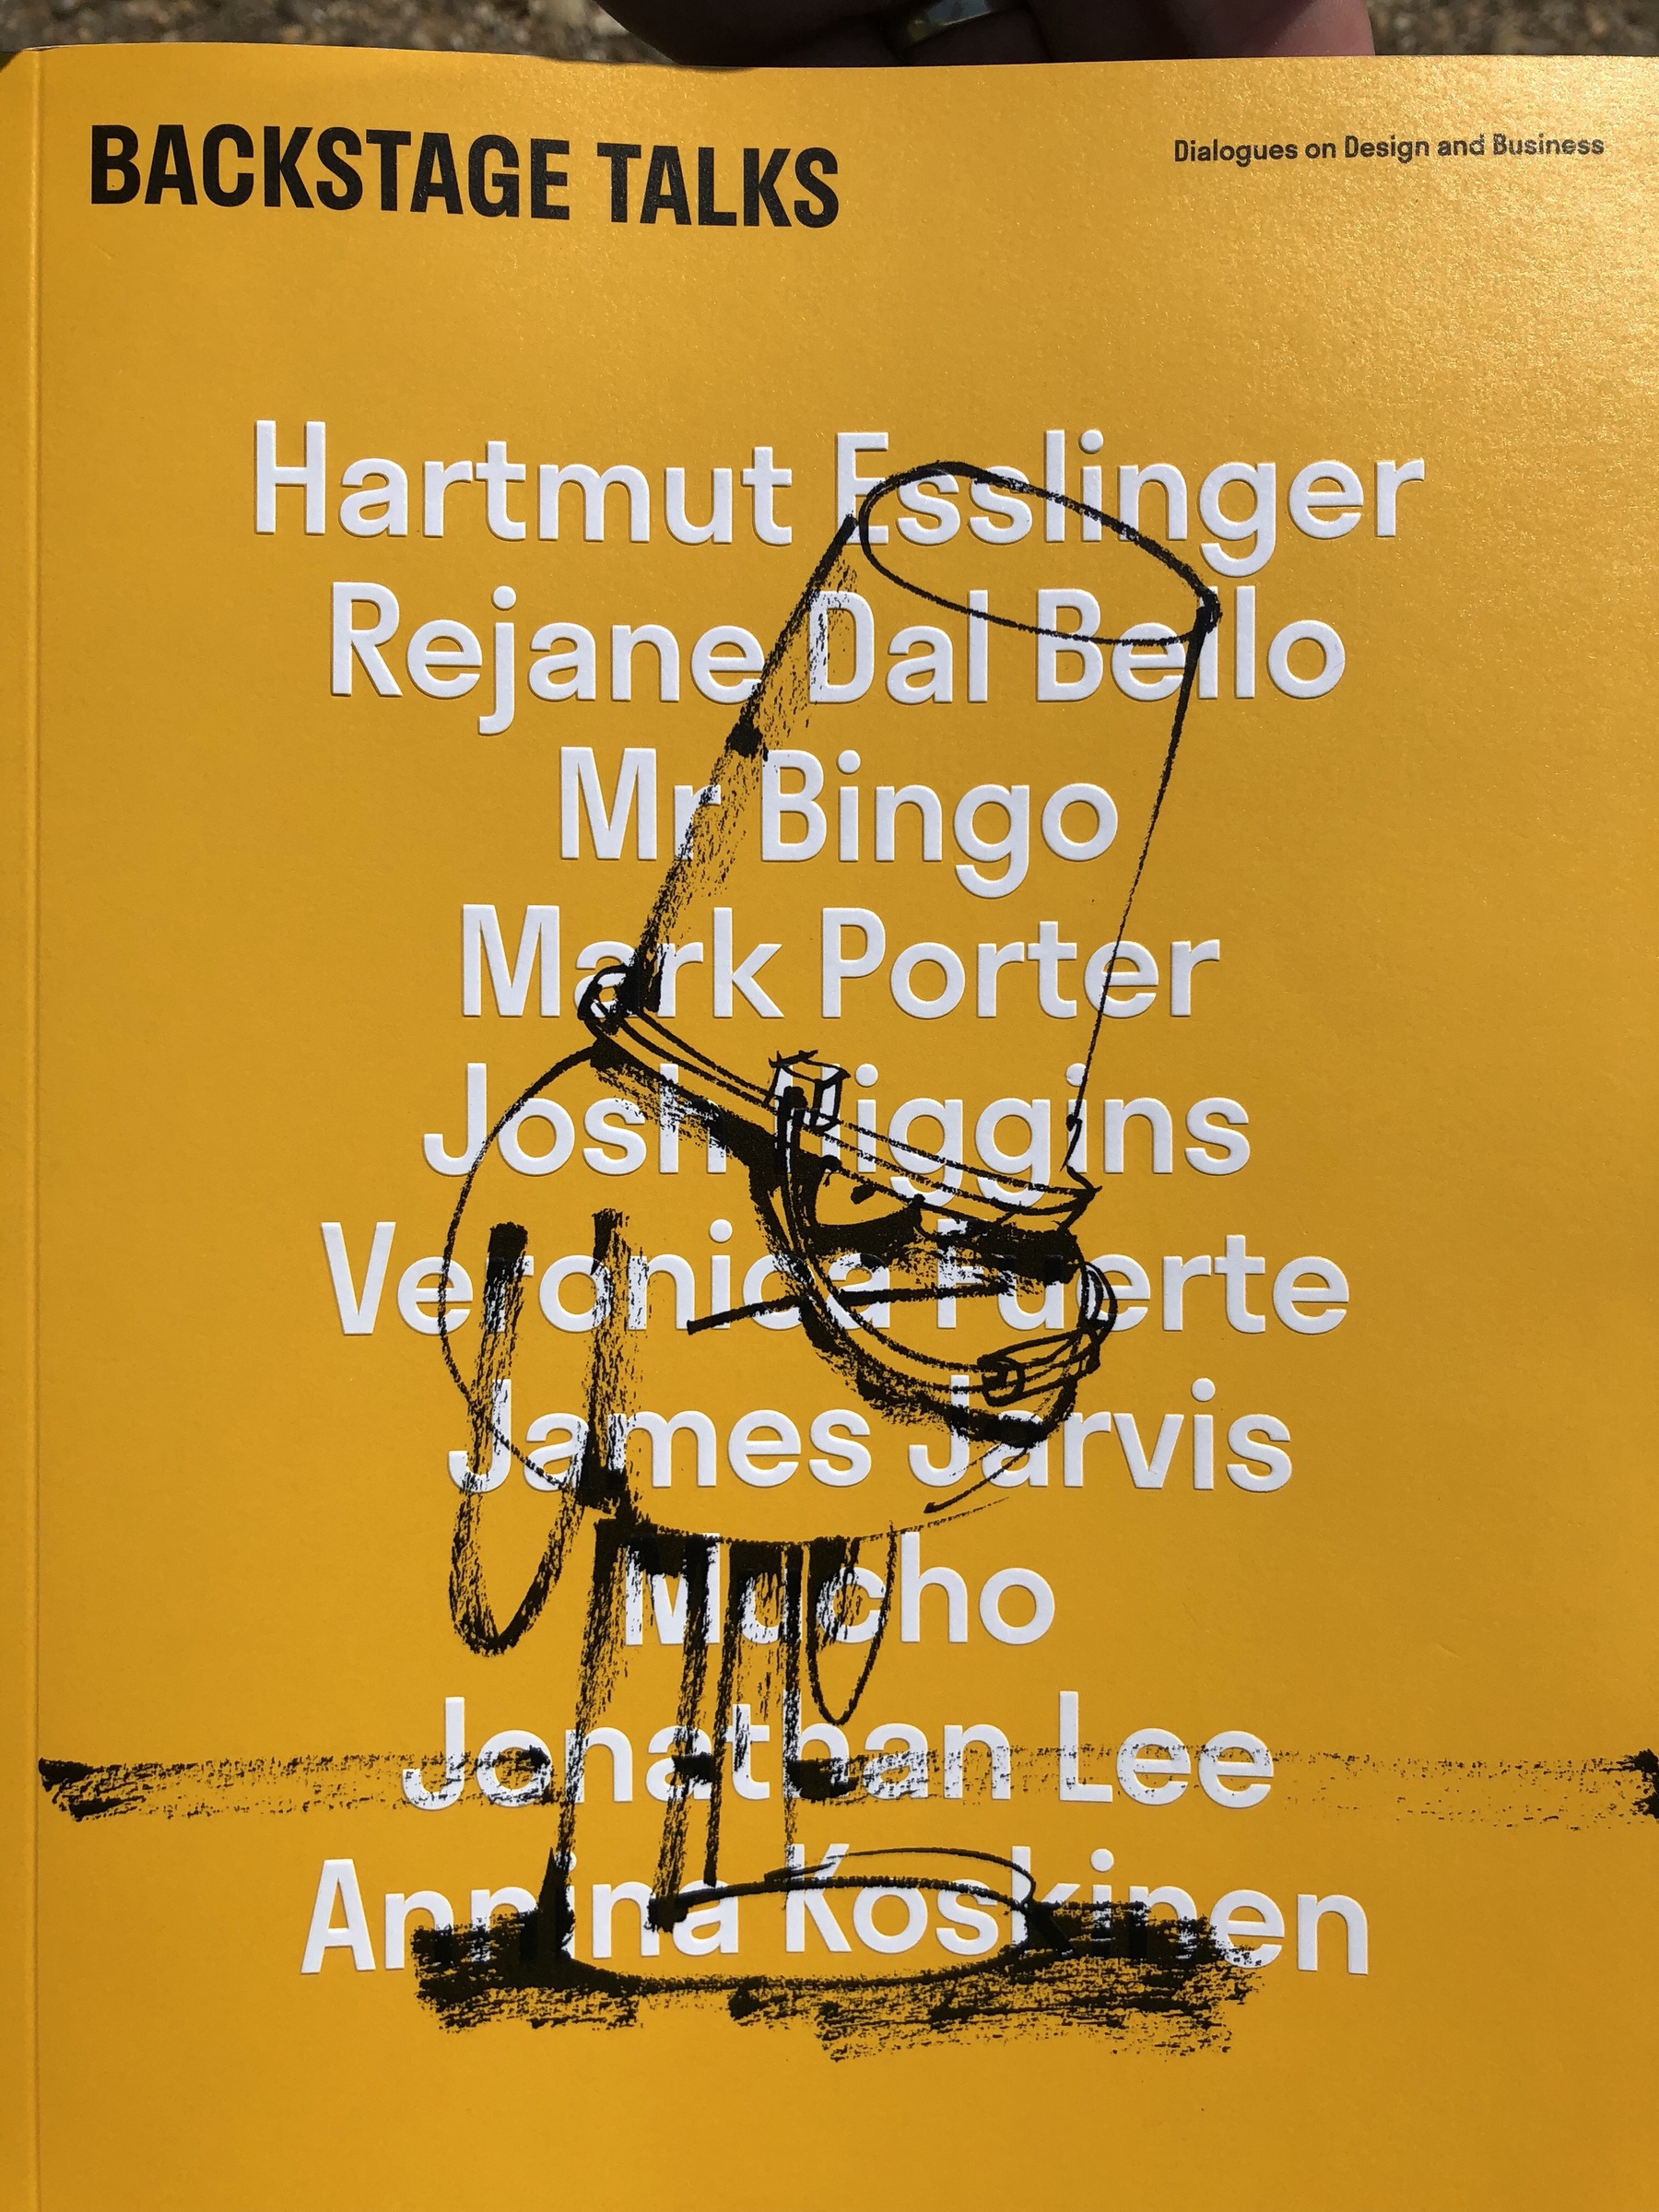 BACKSTAGE TALKS
Dialogues on Design and Business
Hartmut Esslinger
Rejane Dal Bello
Mr Bingo
Mark Porter
Josh Higgins
Veronica Fuerte
James Jarvis
Mucho
Jonathan Lee
Annina Koskinen